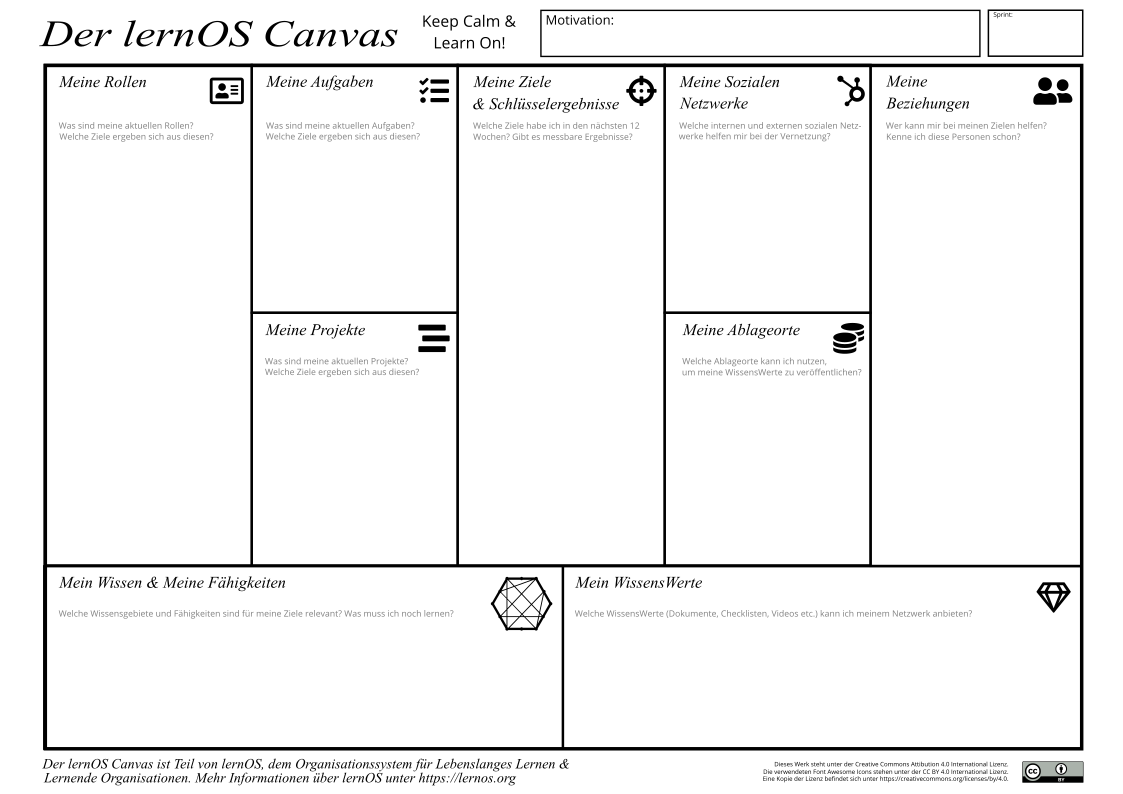 Der lernOS Canvas
Keep Calm &
Learn On!
Motivation:
Sprint:
Meine Rollen
Was sind meine aktuellen Rollen?
Welche Ziele ergeben sich aus diesen?
Meine Aufgaben
Was sind meine aktuellen Aufgaben?
Welche Ziele ergeben sich aus diesen?
Meine Projekte
Was sind meine aktuellen Projekte?
Welche Ziele ergeben sich aus diesen?
Meine Ziele
& Schlüsselergebnisse
Welche Ziele habe ich in den nächsten 12
Wochen? Gibt es messbare Ergebnisse?
Meine Sozialen
Netzwerke
Welche internen und externen sozialen Netz-
werke helfen mir bei der Vernetzung?
Meine Ablageorte
Welche Ablageorte kann ich nutzen,
um meine WissensWerte zu veröffentlichen?
Meine
Beziehungen
Wer kann mir bei meinen Zielen helfen?
Kenne ich diese Personen schon?
Mein Wissen & Meine Fähigkeiten
Welche Wissensgebiete und Fähigkeiten sind für meine Ziele relevant? Was muss ich noch lernen?
Mein WissensWerte
Welche WissensWerte (Dokumente, Checklisten, Videos etc.) kann ich meinem Netzwerk anbieten?
Der lernOS Canvas ist Teil von lernOS, dem Organisationssystem für Lebenslanges Lernen &
Lernende Organisationen. Mehr Informationen über lernOS unter https://lernos.org
Dieses Werk steht unter der Creative Commons Attibution 4.0 International Lizenz.
Die verwendeten Font Awesome Icons stehen unter der CC BY 4.0 International Lizenz.
Eine Kopie der Lizenz befindet sich unter https://creativecommons.org/licenses/by/4.0.
cc
BY